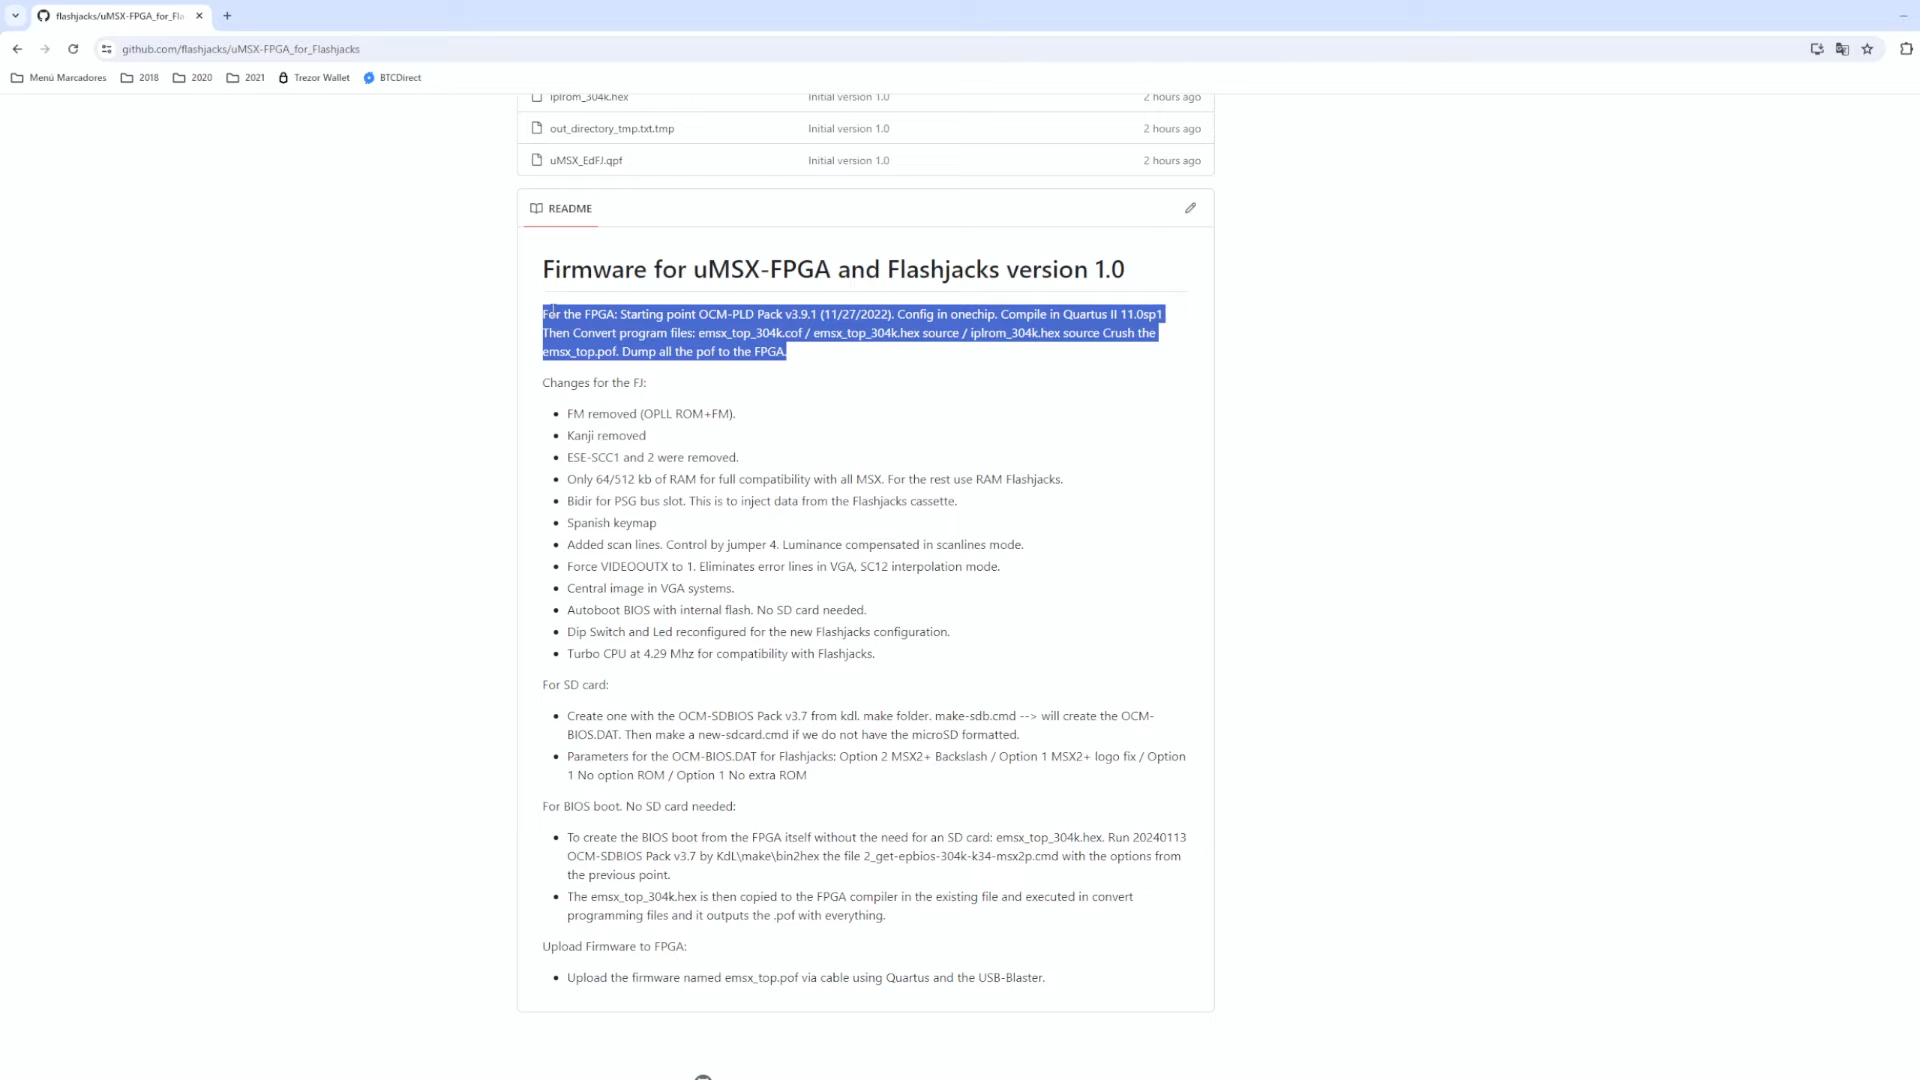 flashjacks/uMSX-FPGA_for_Fla
github.com/flashjacks/uMSX-FPGA_for_Flashjacks
Menú Marcadores 2018 2020 2021 Trezor Wallet BTCDirect
iplrom_304k.hex Initial version 1.0 2 hours ago
out_directory_tmp.txt.tmp Initial version 1.0 2 hours ago
uMSX_EdFJ.qpf Initial version 1.0 2 hours ago
README
Firmware for uMSX-FPGA and Flashjacks version 1.0
For the FPGA: Starting point OCM-PLD Pack v3.9.1 (11/27/2022). Config in onechip. Compile in Quartus II 11.0sp1
Then Convert program files: emsx_top_304k.cof / emsx_top_304k.hex source / iplrom_304k.hex source Crush the
emsx_top.pof. Dump all the pof to the FPGA.
Changes for the FJ:
• FM removed (OPLL ROM+FM).
• Kanji removed
• ESE-SCC1 and 2 were removed.
• Only 64/512 kb of RAM for full compatibility with all MSX. For the rest use RAM Flashjacks.
• Bidir for PSG bus slot. This is to inject data from the Flashjacks cassette.
• Spanish keymap
• Added scan lines. Control by jumper 4. Luminance compensated in scanlines mode.
• Force VIDEOOUTX to 1. Eliminates error lines in VGA, SC12 interpolation mode.
• Central image in VGA systems.
• Autoboot BIOS with internal flash. No SD card needed.
• Dip Switch and Led reconfigured for the new Flashjacks configuration.
• Turbo CPU at 4.29 Mhz for compatibility with Flashjacks.
For SD card:
• Create one with the OCM-SDBIOS Pack v3.7 from kdl. make folder. make-sdb.cmd --> will create the OCM-
BIOS.DAT. Then make a new-sdcard.cmd if we do not have the microSD formatted.
• Parameters for the OCM-BIOS.DAT for Flashjacks: Option 2 MSX2+ Backslash / Option 1 MSX2+ logo fix / Option
1 No option ROM / Option 1 No extra ROM
For BIOS boot. No SD card needed:
• To create the BIOS boot from the FPGA itself without the need for an SD card: emsx_top_304k.hex. Run 20240113
OCM-SDBIOS Pack v3.7 by KdL\make\bin2hex the file 2_get-epbios-304k-k34-msx2p.cmd with the options from
the previous point.
• The emsx_top_304k.hex is then copied to the FPGA compiler in the existing file and executed in convert
programming files and it outputs the .pof with everything.
Upload Firmware to FPGA:
• Upload the firmware named emsx_top.pof via cable using Quartus and the USB-Blaster.